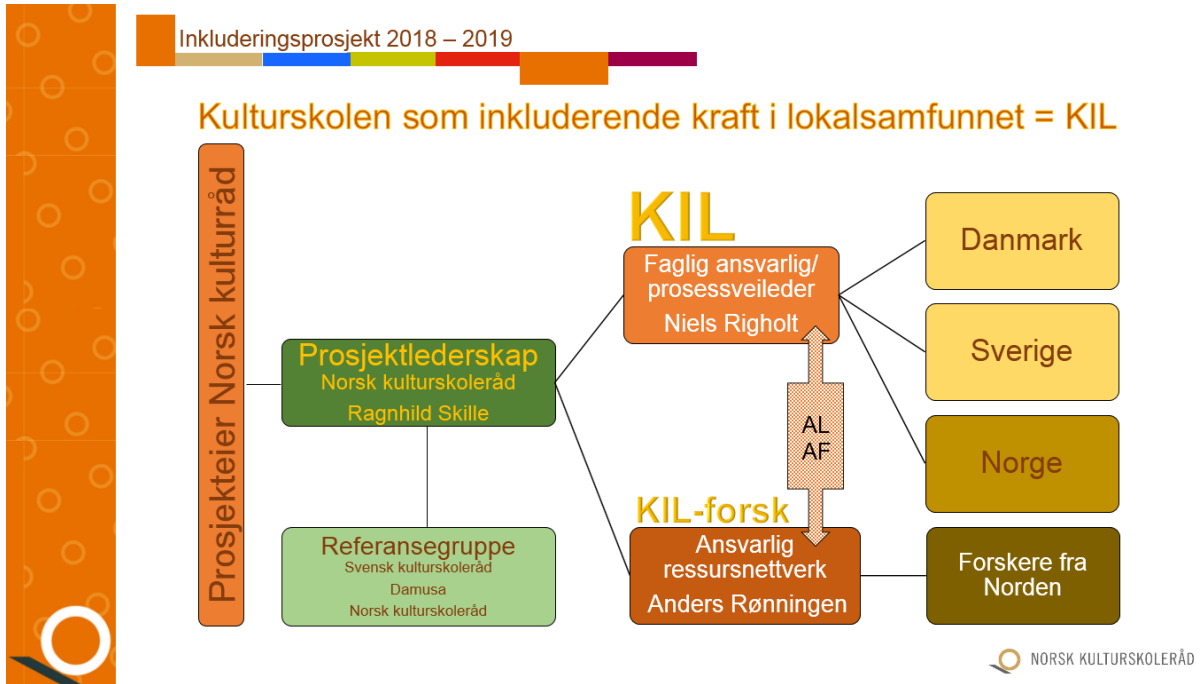 Inkluderingsprosjekt 2018 – 2019
Kulturskolen som inkluderende kraft i lokalsamfunnet = KIL
Prosjekteier Norsk kulturråd
Prosjektlederskap
Norsk kulturskoleråd
Ragnhild Skille
Referansegruppe
Svensk kulturskoleråd
Damusa
Norsk kulturskoleråd
KIL
Faglig ansvarlig/
prosessveileder
Niels Righolt
AL
AF
KIL-forsk
Ansvarlig
ressursnettverk
Anders Rønningen
Danmark
Sverige
Norge
Forskere fra
Norden
NORSK KULTURSKOLERÅD